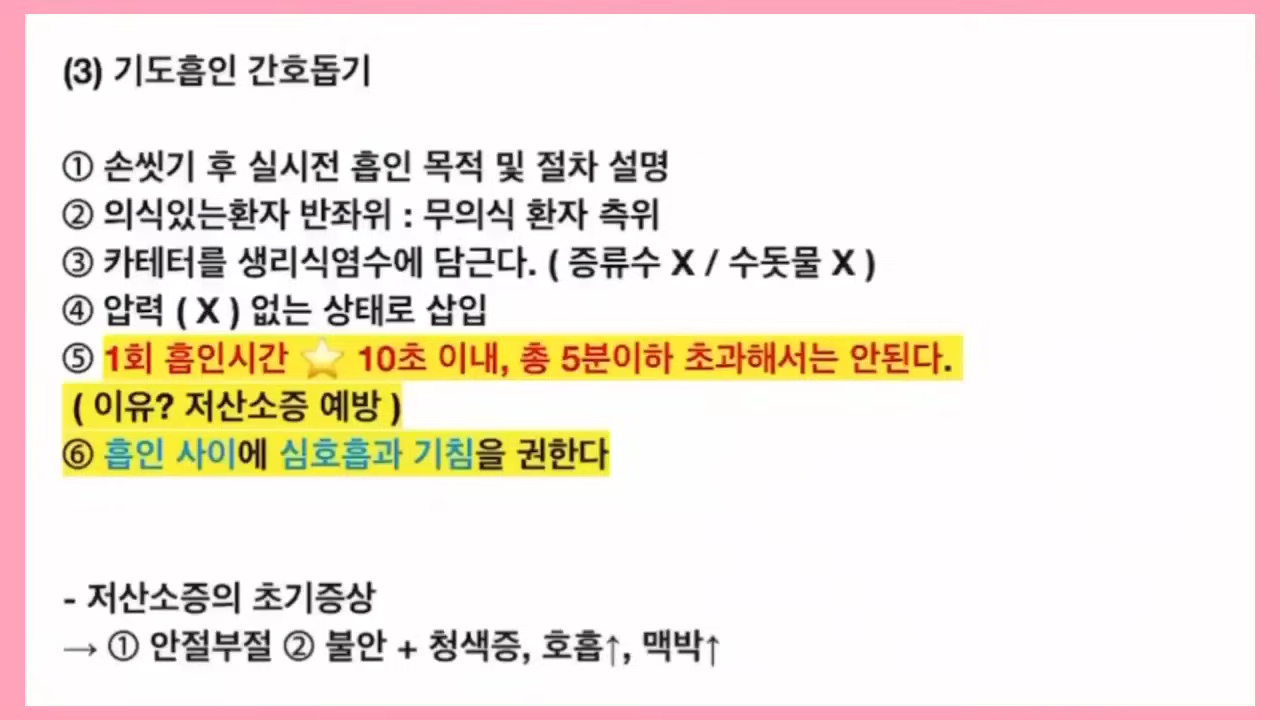 (3) 기도흡인 간호돕기
① 손씻기 후 실시전 흡인 목적 및 절차 설명
② 의식있는환자 반좌위 : 무의식 환자 측위
③ 카테터를 생리식염수에 담근다. ( 증류수 X / 수돗물 X )
④ 압력 ( X ) 없는 상태로 삽입
⑤ 1회 흡인시간 ⭐ 10초 이내, 총 5분이하 초과해서는 안된다.
( 이유? 저산소증 예방 )
⑥ 흡인 사이에 심호흡과 기침을 권한다
- 저산소증의 초기증상
→ ① 안절부절 ② 불안 + 청색증, 호흡↑, 맥박↑